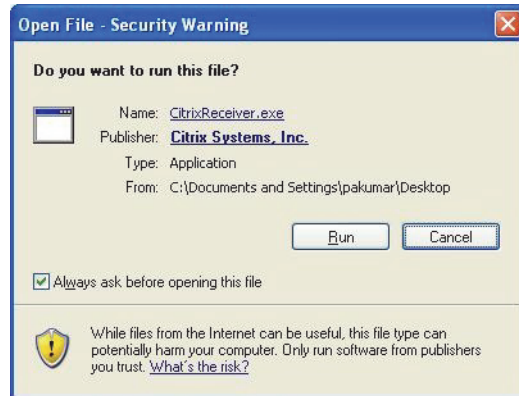 Open File - Security Warning
Do you want to run this file?
Name: CitrixReceiver.exe
Publisher: Citrix Systems, Inc.
Type: Application
From: C:\Documents and Settings\pakumar\Desktop
Run Cancel
Always ask before opening this file
While files from the Internet can be useful, this file type can
potentially harm your computer. Only run software from publishers
you trust. What's the risk?